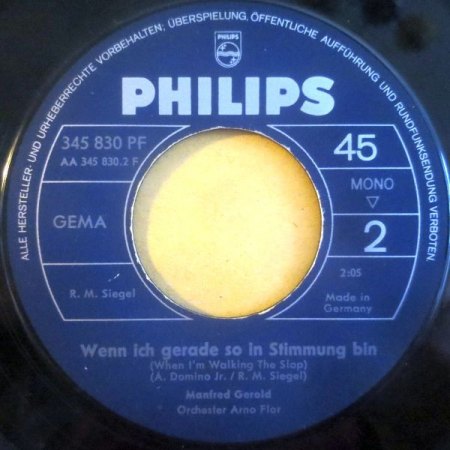 ALLE HERSTELLER- UND URHEBERRECHTE VORBEHALTEN; ÜBERSPIELUNG, ÖFFENTLICHE AUFFÜHRUNG UND RUNDFUNKSENDUNG VERBOTEN.
PHILIPS
PHILIPS
345 830 PF
AA 345 830.2 F
45
MONO
GEMA
2
2:05
R. M. Siegel
Made in
Germany
Wenn ich gerade so in Stimmung bin
(When I'm Walking The Slop)
(A. Domino Jr. / R. M. Siegel)
Manfred Gerold
Orchester Arno Flor